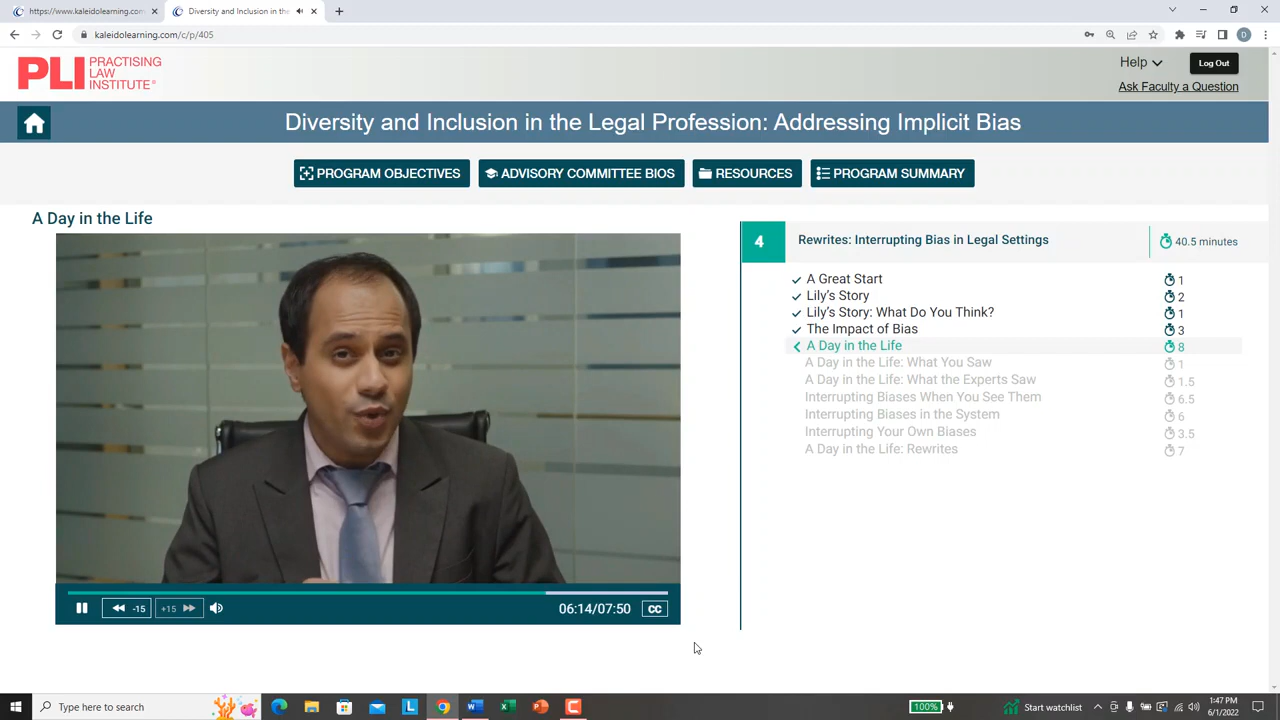 https://www.kaleidolearning.com
Diversity and Inclusion in the
kaleidolearning.com/c/p/405
D
PLI PRACTISING
LAW
INSTITUTE®
Help
Log Out
Ask Faculty a Question
Diversity and Inclusion in the Legal Profession: Addressing Implicit Bias
PROGRAM OBJECTIVES
ADVISORY COMMITTEE BIOS
RESOURCES
PROGRAM SUMMARY
A Day in the Life
4 Rewrites: Interrupting Bias in Legal Settings 40.5 minutes
A Great Start 1
Lily's Story 2
Lily's Story: What Do You Think? 1
The Impact of Bias 3
A Day in the Life 8
A Day in the Life: What You Saw 1
A Day in the Life: What the Experts Saw 1.5
Interrupting Biases When You See Them 6.5
Interrupting Biases in the System 6
Interrupting Your Own Biases 3.5
A Day in the Life: Rewrites 7
-15
+15
06:14/07:50
CC
Type here to search
L
100%
Start watchlist
1:47 PM
6/1/2022